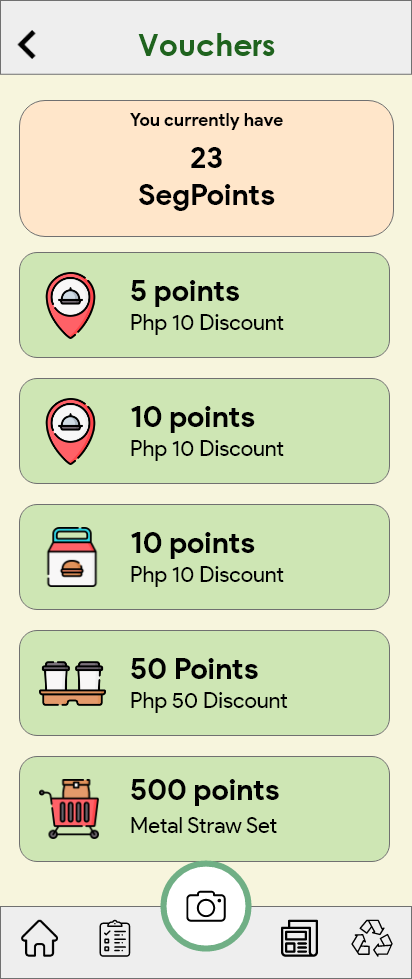 Vouchers
You currently have
23
SegPoints
5 points
Php 10 Discount
10 points
Php 10 Discount
10 points
Php 10 Discount
50 Points
Php 50 Discount
500 points
Metal Straw Set